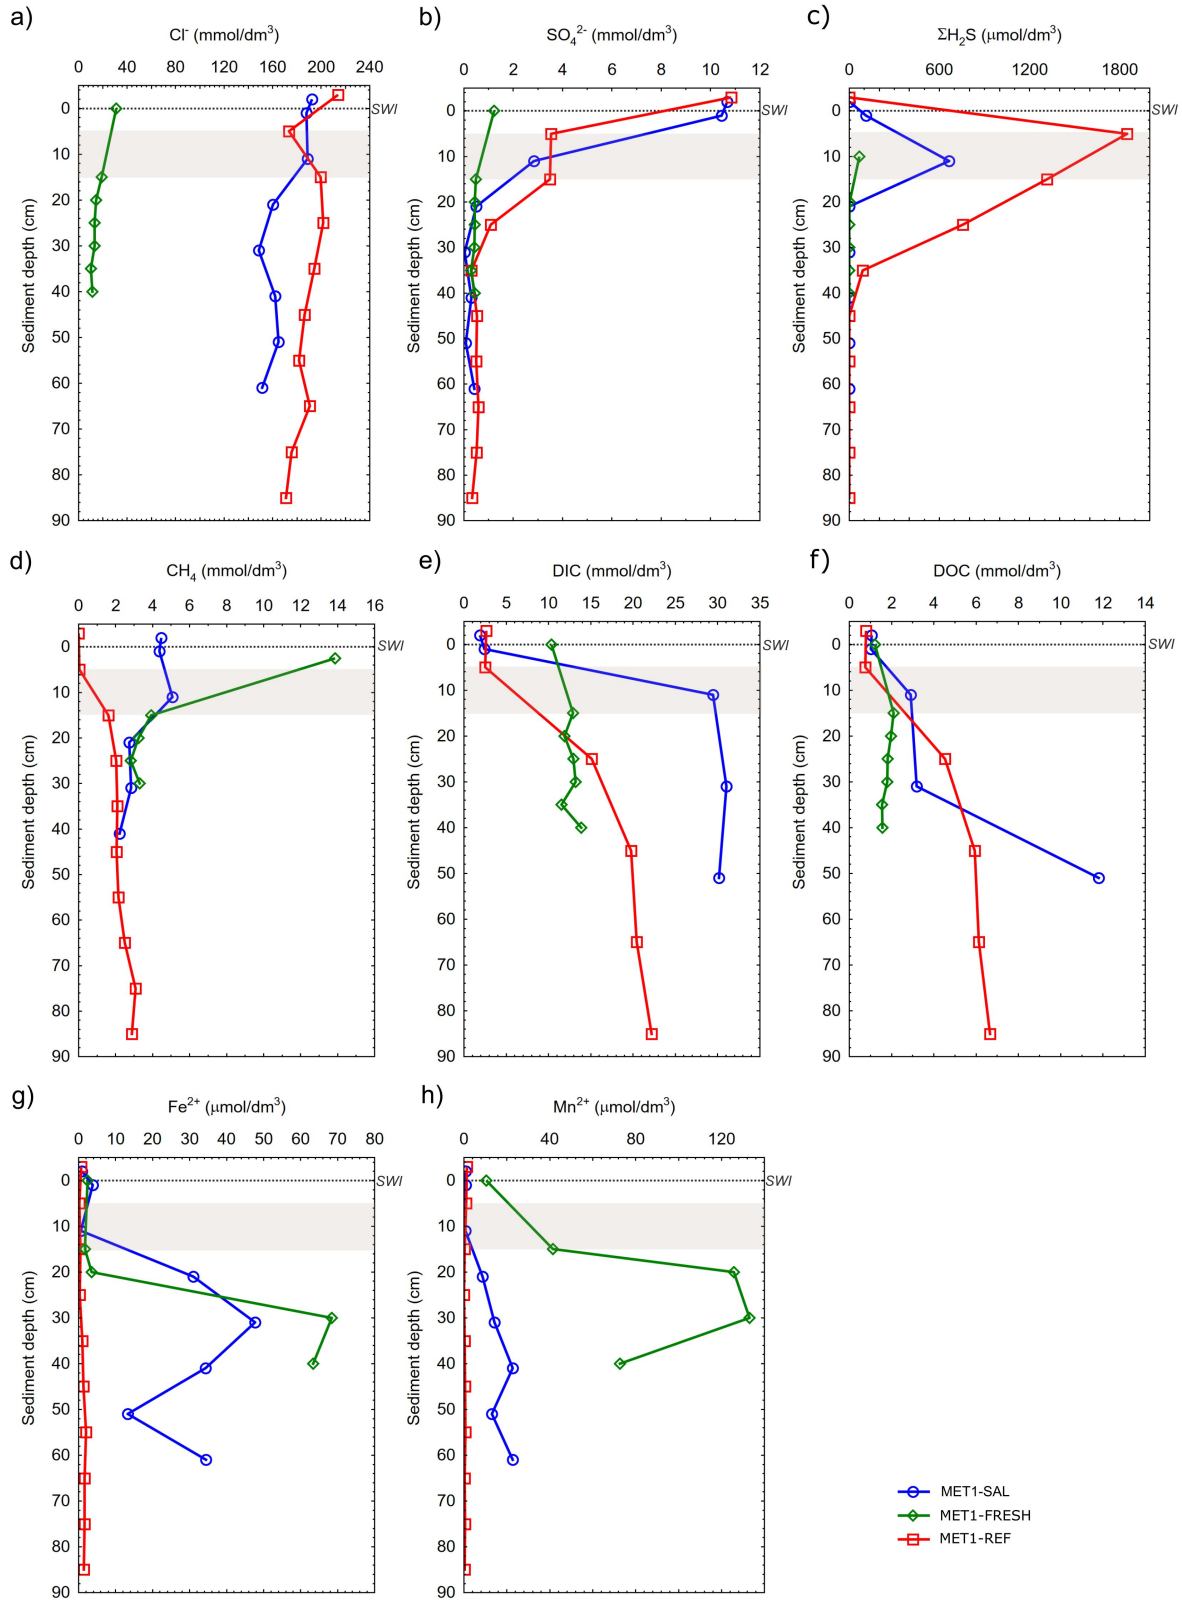 a)
Cl⁻ (mmol/dm³)
0 40 80 120 160 200 240
SWI
0
10
20
30
40
50
60
70
80
90
Sediment depth (cm)
b)
SO₄²⁻ (mmol/dm³)
0 2 4 6 8 10 12
SWI
0
10
20
30
40
50
60
70
80
90
Sediment depth (cm)
c)
ΣH₂S (μmol/dm³)
0 600 1200 1800
SWI
0
10
20
30
40
50
60
70
80
90
Sediment depth (cm)
d)
CH₄ (mmol/dm³)
0 2 4 6 8 10 12 14 16
SWI
0
10
20
30
40
50
60
70
80
90
Sediment depth (cm)
e)
DIC (mmol/dm³)
0 5 10 15 20 25 30 35
SWI
0
10
20
30
40
50
60
70
80
90
Sediment depth (cm)
f)
DOC (mmol/dm³)
0 2 4 6 8 10 12 14
SWI
0
10
20
30
40
50
60
70
80
90
Sediment depth (cm)
g)
Fe²⁺ (μmol/dm³)
0 10 20 30 40 50 60 70 80
SWI
0
10
20
30
40
50
60
70
80
90
Sediment depth (cm)
h)
Mn²⁺ (μmol/dm³)
0 40 80 120
SWI
0
10
20
30
40
50
60
70
80
90
Sediment depth (cm)
MET1-SAL
MET1-FRESH
MET1-REF